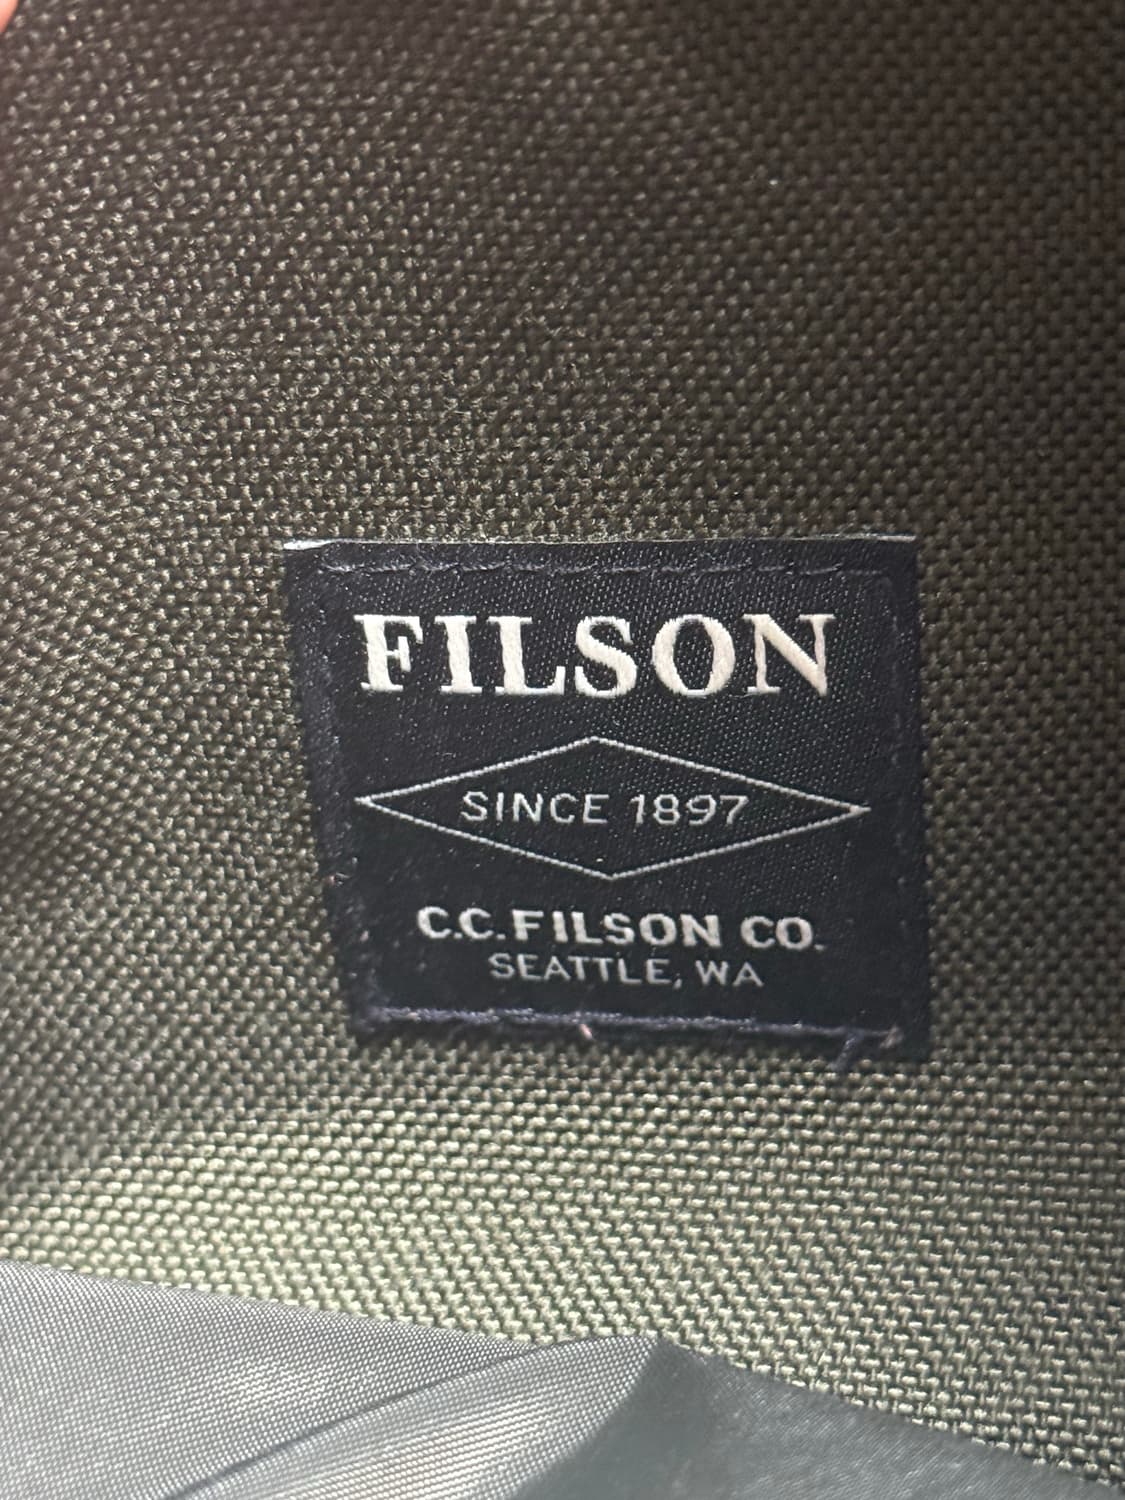 FILSON
SINCE 1897
C.C.FILSON CO.
SEATTLE, WA